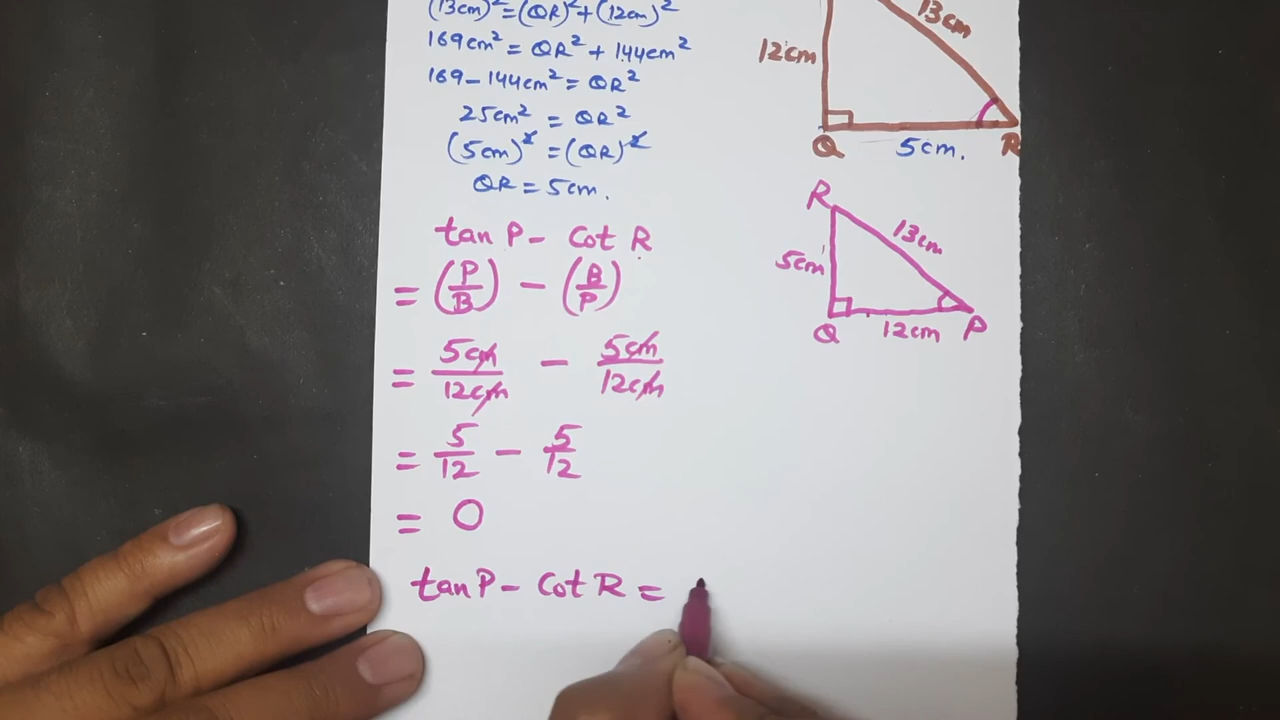 (13cm)²=(QR)²+(12cm)²
169cm² = QR² + 144cm²
169 - 144cm² = QR²
25cm² = QR²
(5cm)² = (QR)²
QR = 5cm.
tan P - Cot R
= (P/B) - (B/P)
= 5cm/12cm - 5cm/12cm
= 5/12 - 5/12
= 0
tan P - Cot R =
13cm
12cm
Q
5cm.
R
R
13cm
5cm
Q
12cm
P